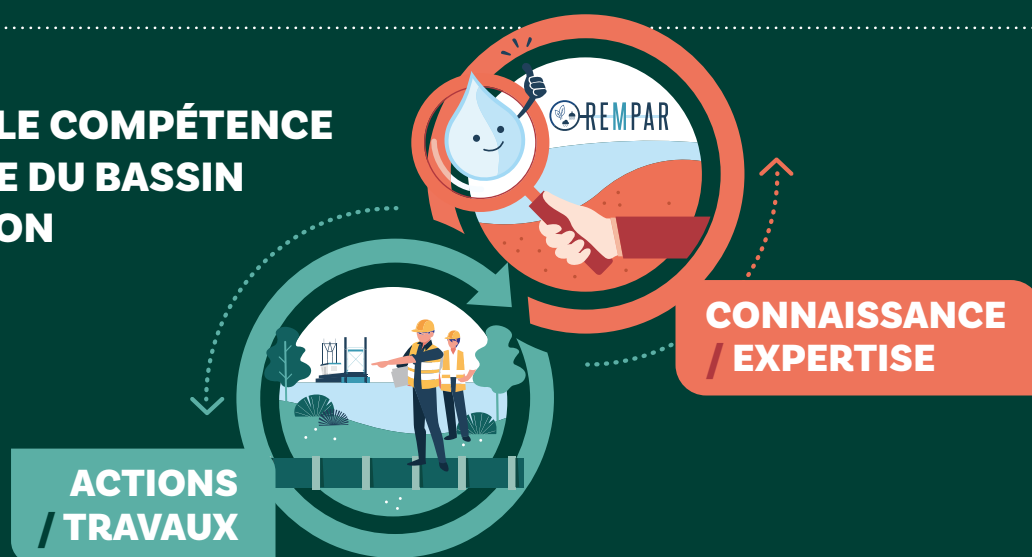 LE COMPÉTENCE
E DU BASSIN
ON
REMPAR
CONNAISSANCE
/ EXPERTISE
ACTIONS
/ TRAVAUX